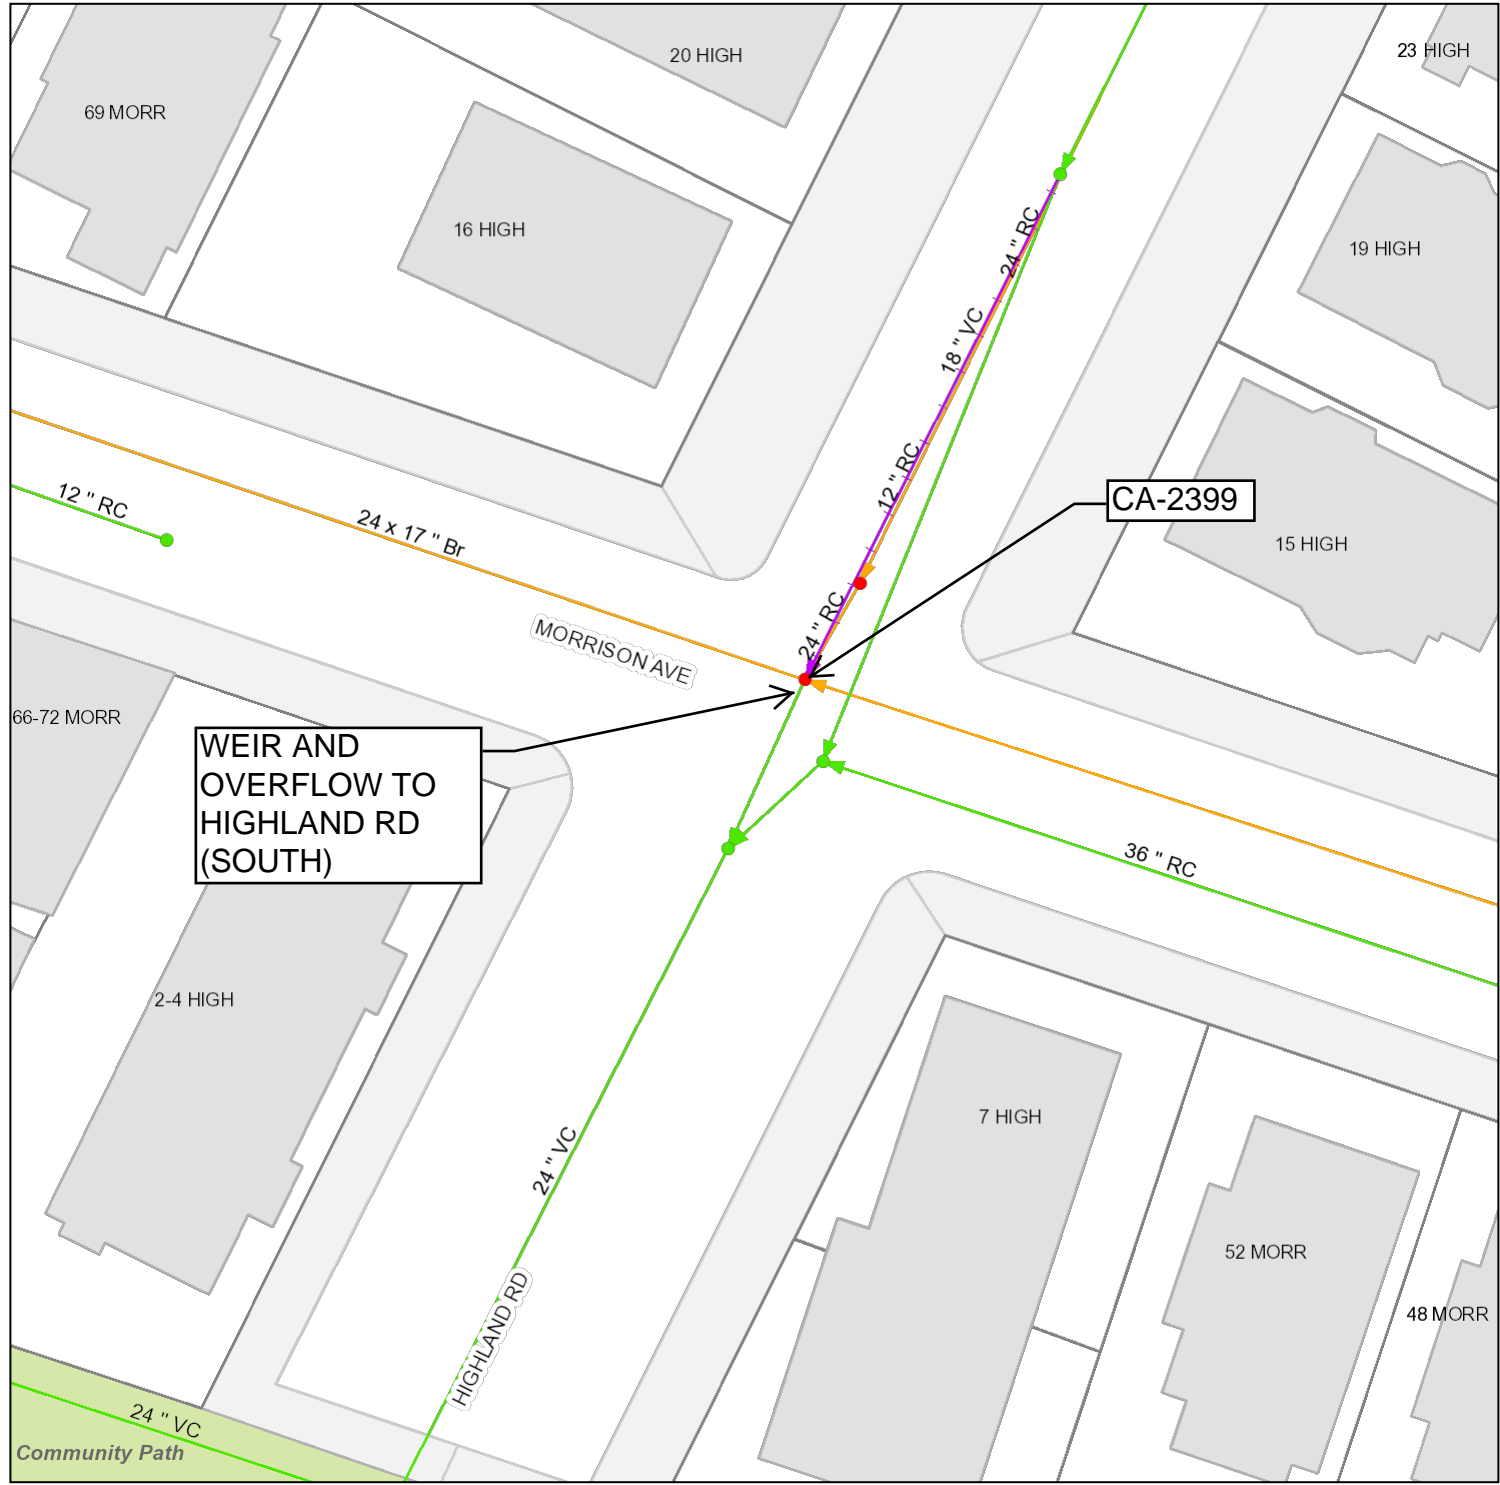 20 HIGH
23 HIGH
69 MORR
16 HIGH
19 HIGH
24 " RC
18 " VC
12 " RC
12 " RC
24 x 17 " Br
CA-2399
15 HIGH
24 " RC
MORRISON AVE
66-72 MORR
WEIR AND
OVERFLOW TO
HIGHLAND RD
(SOUTH)
36 " RC
2-4 HIGH
7 HIGH
24 " VC
52 MORR
HIGHLAND RD
48 MORR
24 " VC
Community Path